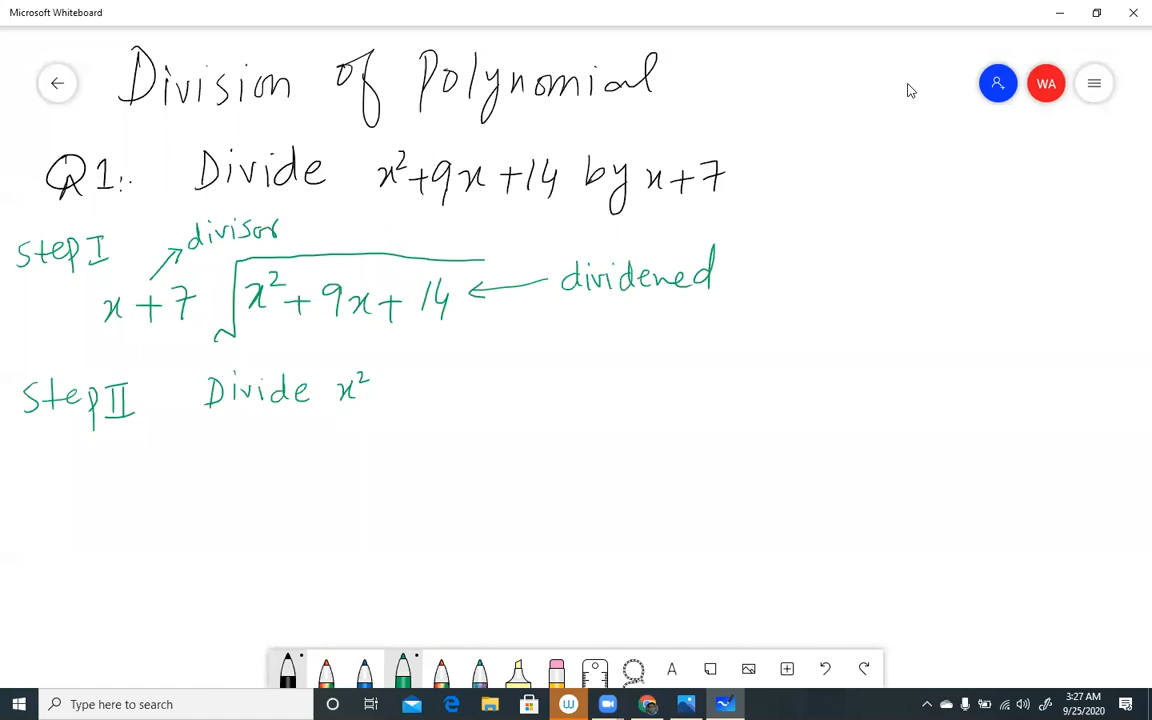 Microsoft Whiteboard
Division of Polynomial
WA
Q1:. Divide x²+9x+14 by x+7
Step I
divisor
x+7 √x²+9x+14 ← dividened
Step II Divide x²
A
Type here to search
3:27 AM
9/25/2020